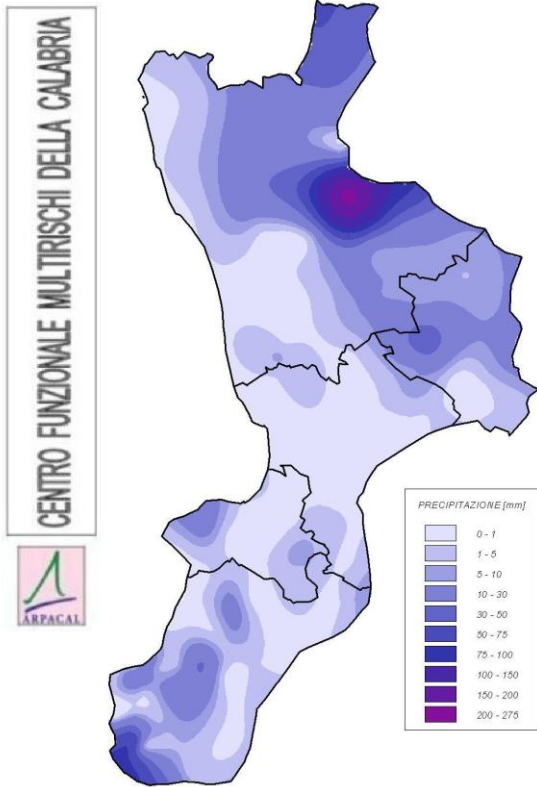 CENTRO FUNZIONALE MULTIRISCHI DELLA CALABRIA
ARPACAL
PRECIPITAZIONE [mm]
0 - 1
1 - 5
5 - 10
10 - 30
30 - 50
50 - 75
75 - 100
100 - 150
150 - 200
200 - 275